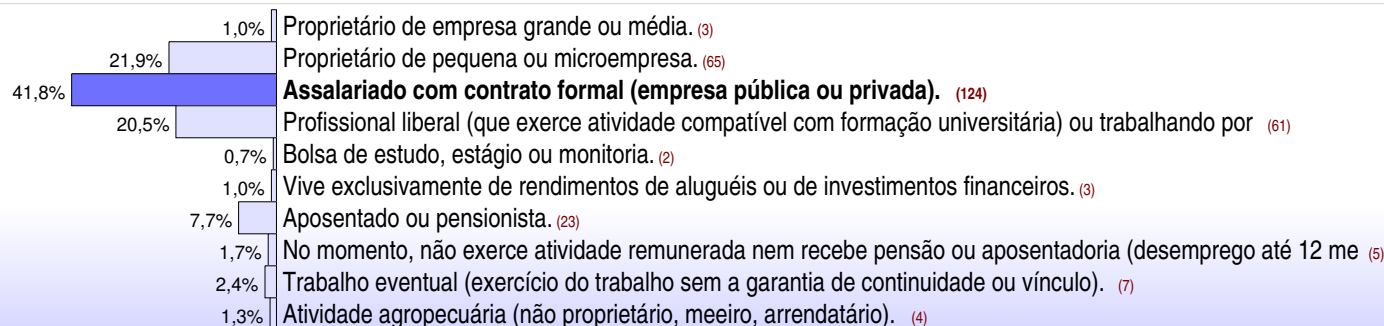 1,0% Proprietário de empresa grande ou média. (3)
21,9% Proprietário de pequena ou microempresa. (65)
41,8% Assalariado com contrato formal (empresa pública ou privada). (124)
20,5% Profissional liberal (que exerce atividade compatível com formação universitária) ou trabalhando por (61)
0,7% Bolsa de estudo, estágio ou monitoria. (2)
1,0% Vive exclusivamente de rendimentos de aluguéis ou de investimentos financeiros. (3)
7,7% Aposentado ou pensionista. (23)
1,7% No momento, não exerce atividade remunerada nem recebe pensão ou aposentadoria (desemprego até 12 me (5)
2,4% Trabalho eventual (exercício do trabalho sem a garantia de continuidade ou vínculo). (7)
1,3% Atividade agropecuária (não proprietário, meeiro, arrendatário). (4)